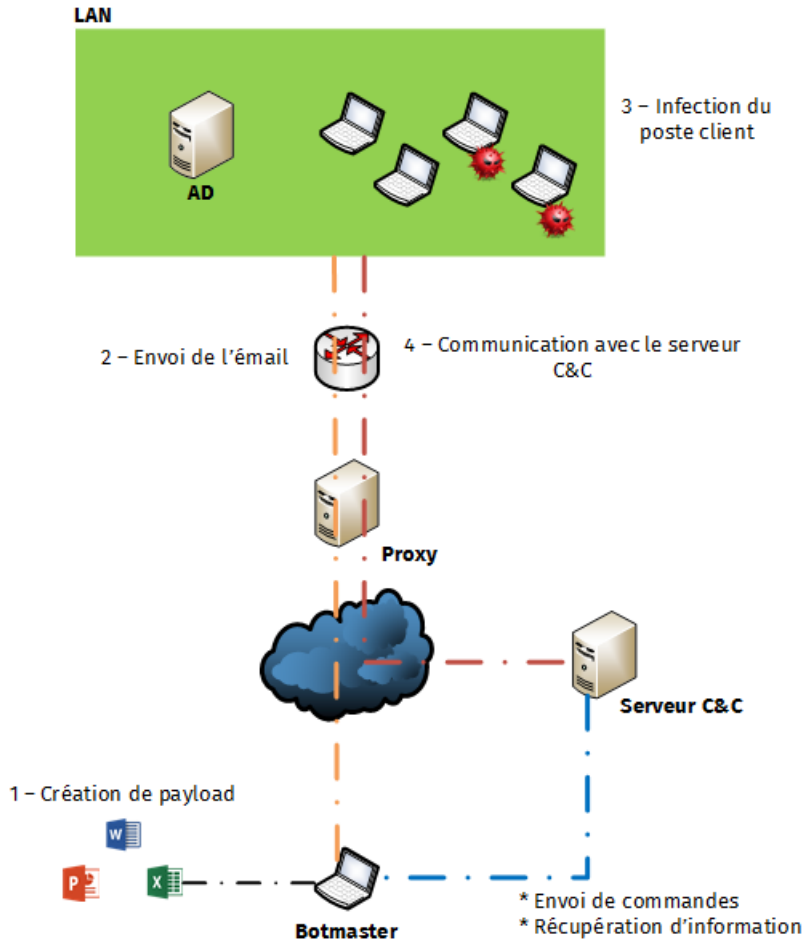 LAN
3 – Infection du
poste client
AD
2 – Envoi de l'émail
4 – Communication avec le serveur
C&C
Proxy
Serveur C&C
1 – Création de payload
W
P
X
Botmaster
* Envoi de commandes
* Récupération d'information